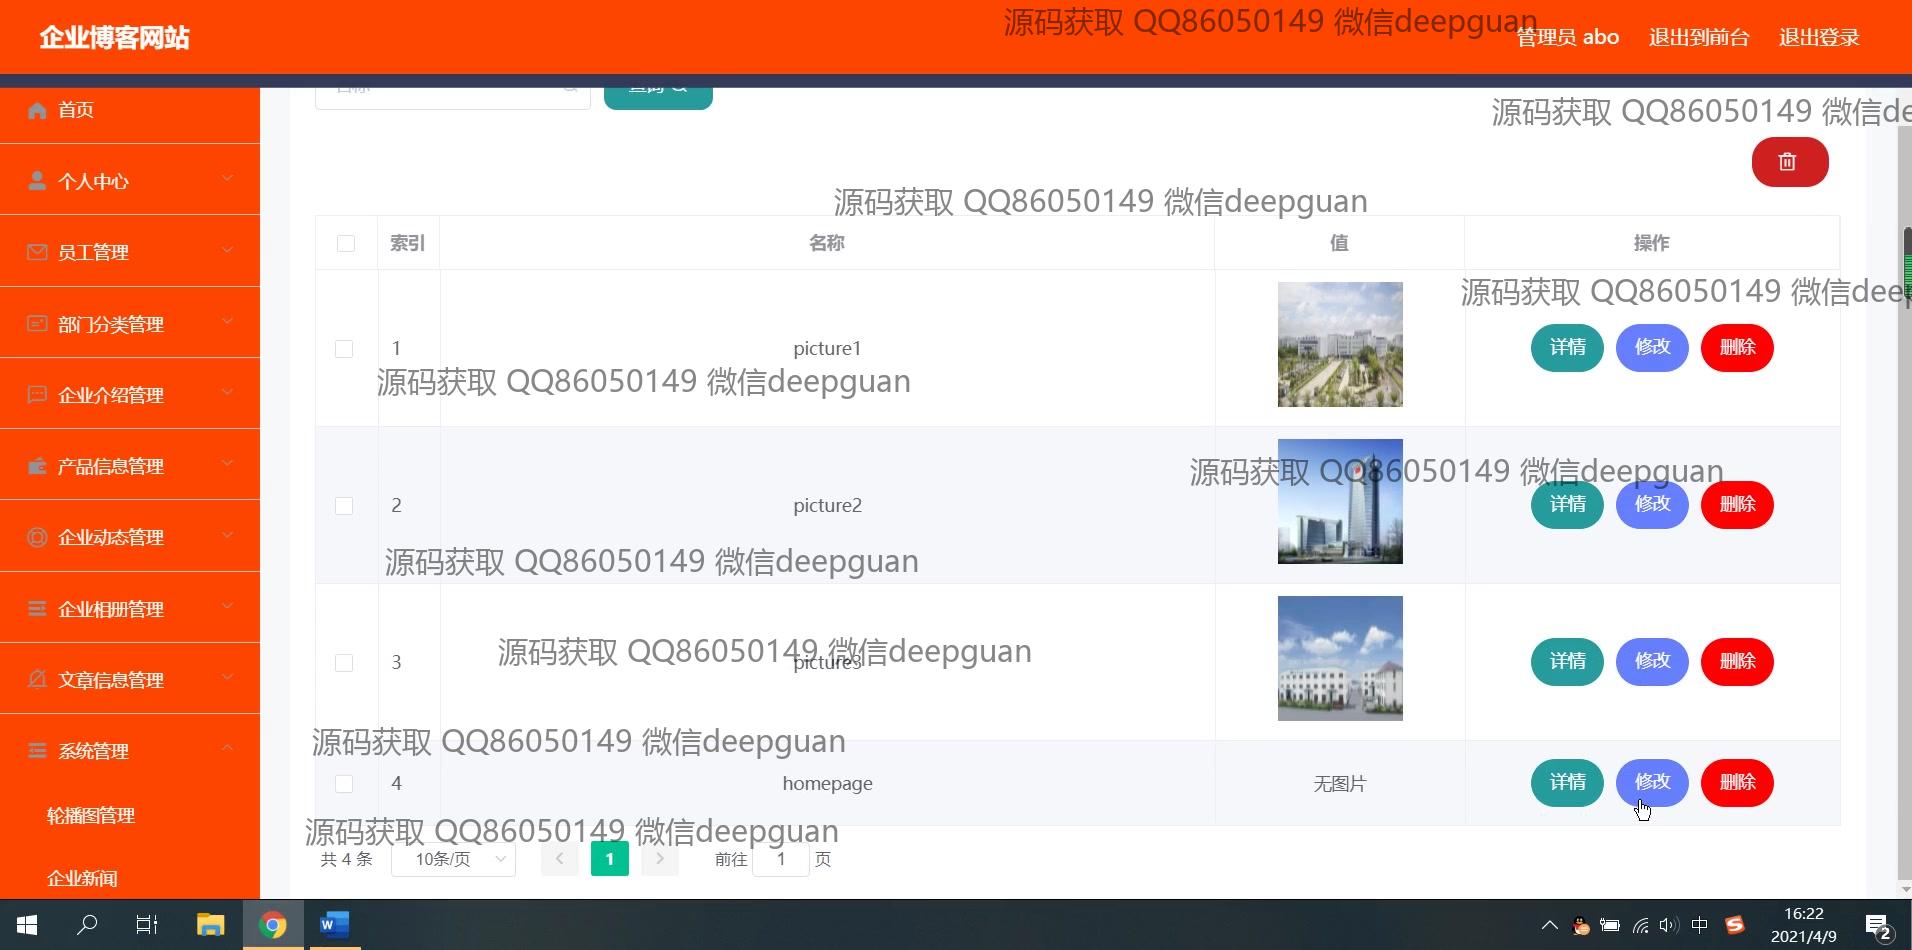 企业博客网站
源码获取 QQ86050149 微信deepguan
管理员 abo
退出到前台
退出登录
首页
查询
源码获取 QQ86050149 微信de
个人中心
源码获取 QQ86050149 微信deepguan
员工管理
索引
名称
值
操作
源码获取 QQ86050149 微信dee
部门分类管理
1
picture1
详情
修改
删除
源码获取 QQ86050149 微信deepguan
企业介绍管理
产品信息管理
源码获取 QQ86050149 微信deepguan
2
picture2
详情
修改
删除
企业动态管理
源码获取 QQ86050149 微信deepguan
企业相册管理
源码获取 QQ86050149 微信deepguan
3
picture3
详情
修改
删除
文章信息管理
源码获取 QQ86050149 微信deepguan
系统管理
4
homepage
无图片
详情
修改
删除
轮播图管理
源码获取 QQ86050149 微信deepguan
共 4 条
10条/页
1
前往
1
页
企业新闻
中
16:22
2021/4/9
2